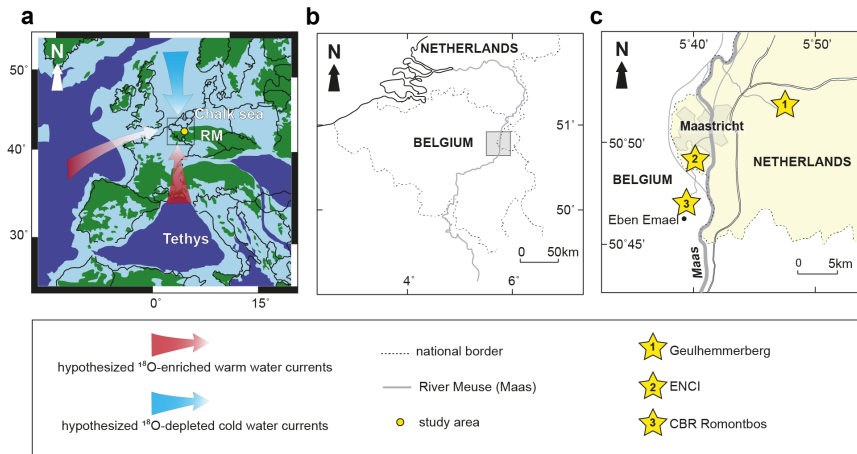 a
N
50°
40°
30°
0°
15°
Chalk sea
RM
Tethys
b
N
NETHERLANDS
BELGIUM
51°
50°
4°
6°
0 50km
c
5°40
5°50
N
Maastricht
50°50
NETHERLANDS
BELGIUM
Eben Emael
50°45
Maas
0 5km
1
2
3
hypothesized ¹⁸O-enriched warm water currents
hypothesized ¹⁸O-depleted cold water currents
national border
River Meuse (Maas)
study area
1 Geulhemmerberg
2 ENCI
3 CBR Romontbos